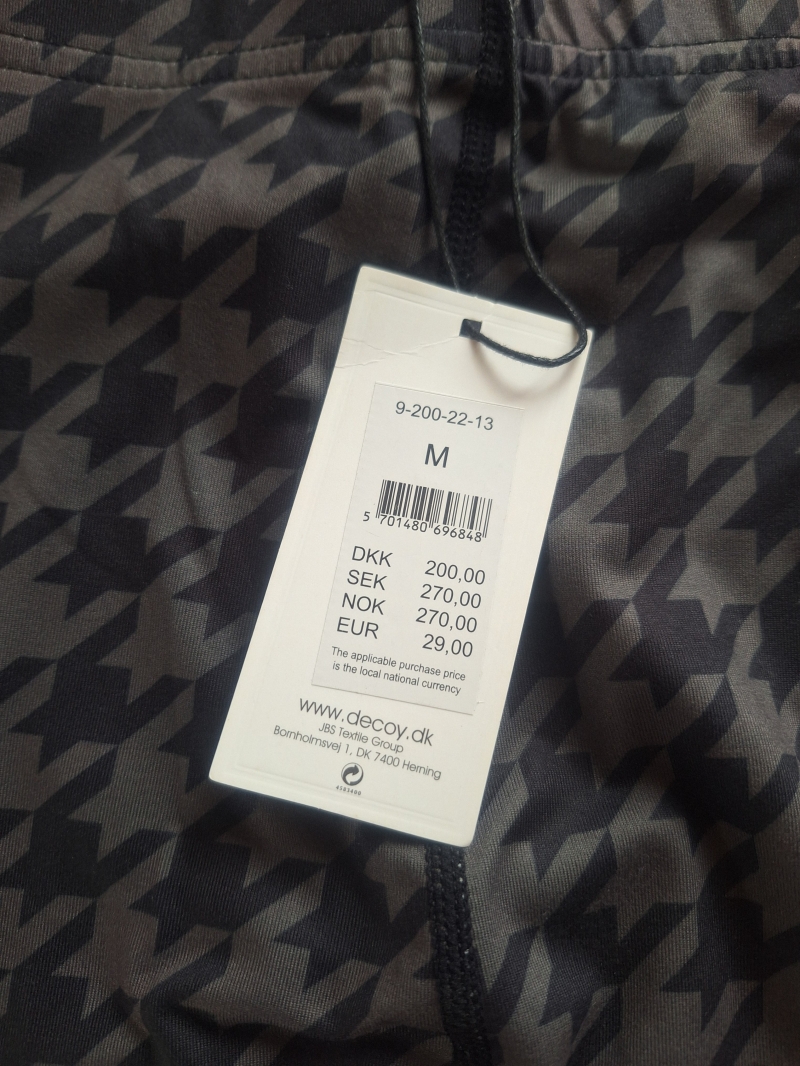 9-200-22-13
M
5 701480 696848
DKK 200,00
SEK 270,00
NOK 270,00
EUR 29,00
The applicable purchase price
is the local national currency
www.decoy.dk
JBS Textile Group
Bornholmsvej 1, DK 7400 Herning